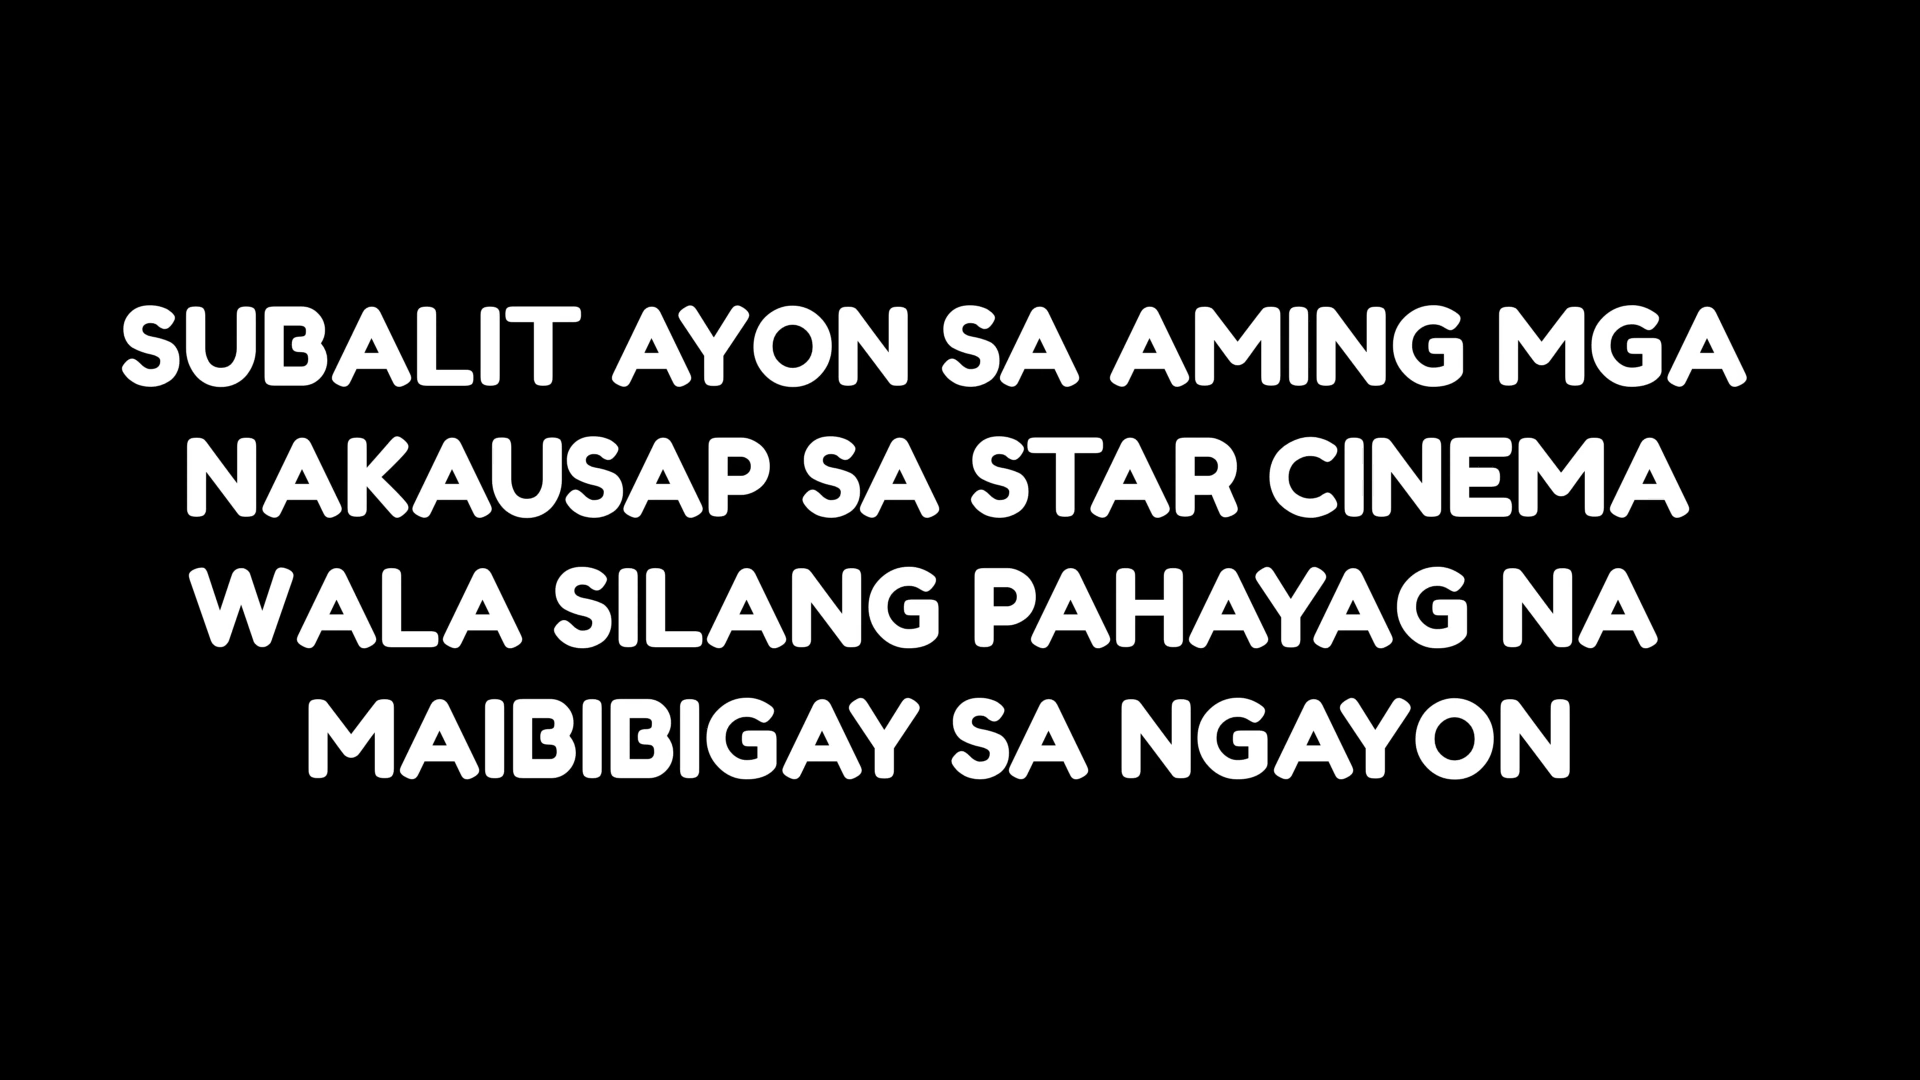 SUBALIT AYON SA AMING MGA
NAKAUSAP SA STAR CINEMA
WALA SILANG PAHAYAG NA
MAIBIBIGAY SA NGAYON